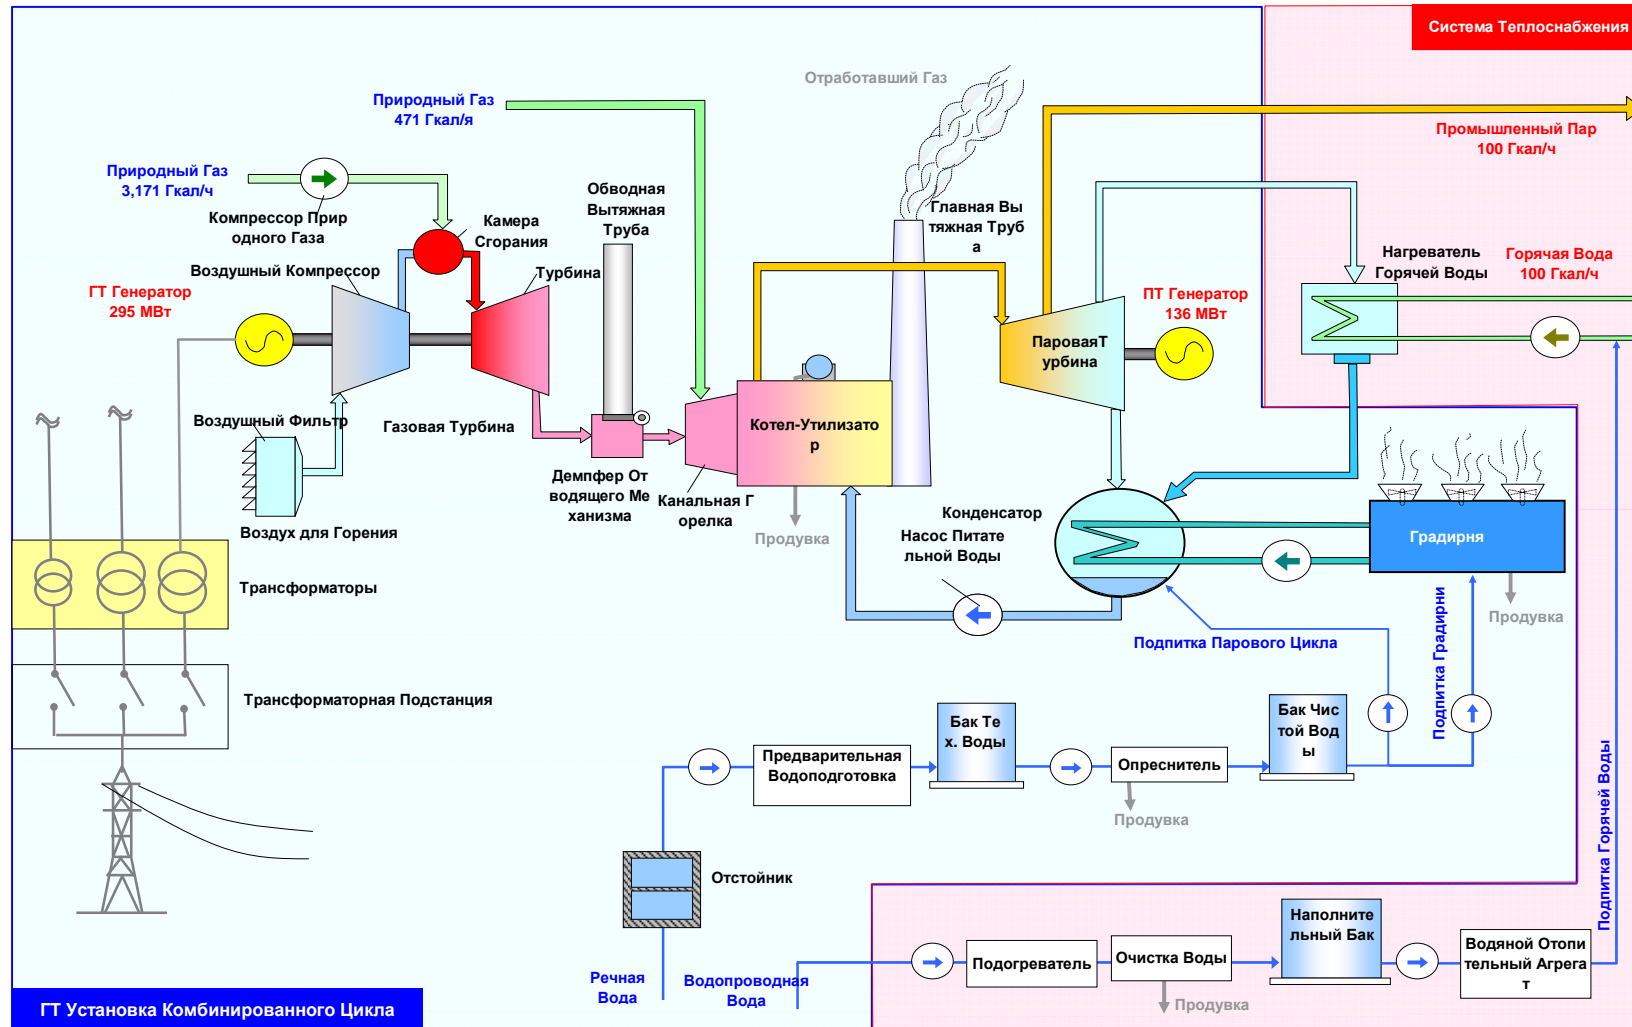 Система Теплоснабжения
Отработавший Газ
Природный Газ
471 Гкал/я
Промышленный Пар
100 Гкал/ч
Природный Газ
3,171 Гкал/ч
Компрессор Прир
одного Газа
Камера
Сгорания
Обводная
Вытяжная
Труба
Главная Вы
тяжная Труб
а
Нагреватель
Горячей Воды
Горячая Вода
100 Гкал/ч
Воздушный Компрессор
Турбина
ГТ Генератор
295 МВт
ПТ Генератор
136 МВт
ПароваяТ
урбина
Воздушный Фильтр
Газовая Турбина
Котел-Утилизато
р
Демпфер От
водящего Ме
ханизма
Канальная Г
орелка
Воздух для Горения
Продувка
Конденсатор
Насос Питате
льной Воды
Градирня
Продувка
Трансформаторы
Подпитка Парового Цикла
Подпитка Градирни
Трансформаторная Подстанция
Предварительная
Водоподготовка
Бак Те
х. Воды
Опреснитель
Бак Чис
той Вод
ы
Продувка
Подпитка Горячей Воды
Отстойник
Речная
Вода
Водопроводная
Вода
Подогреватель
Очистка Воды
Наполните
льный Бак
Водяной Отопи
тельный Агрега
т
Продувка
ГТ Установка Комбинированного Цикла